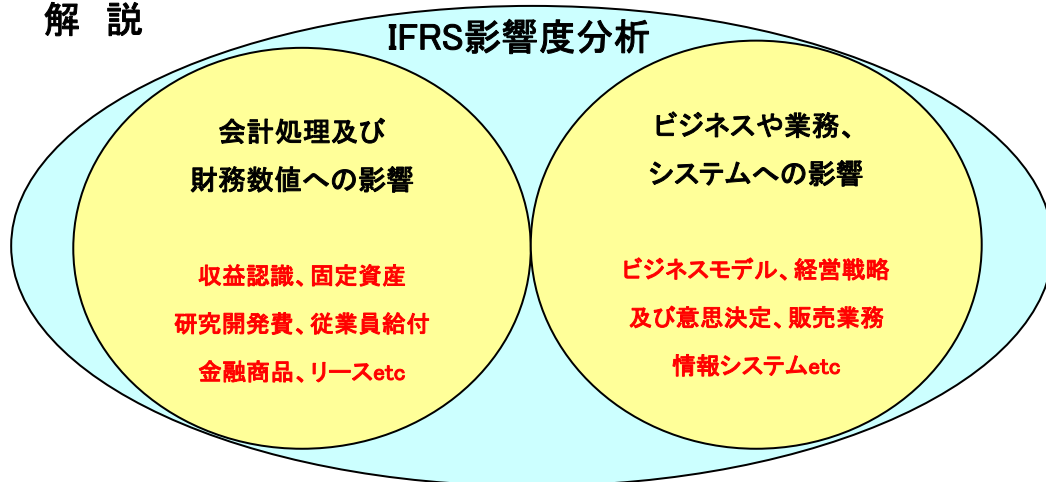 解 説
IFRS影響度分析
会計処理及び
財務数値への影響
収益認識、固定資産
研究開発費、従業員給付
金融商品、リースetc
ビジネスや業務、
システムへの影響
ビジネスモデル、経営戦略
及び意思決定、販売業務
情報システムetc